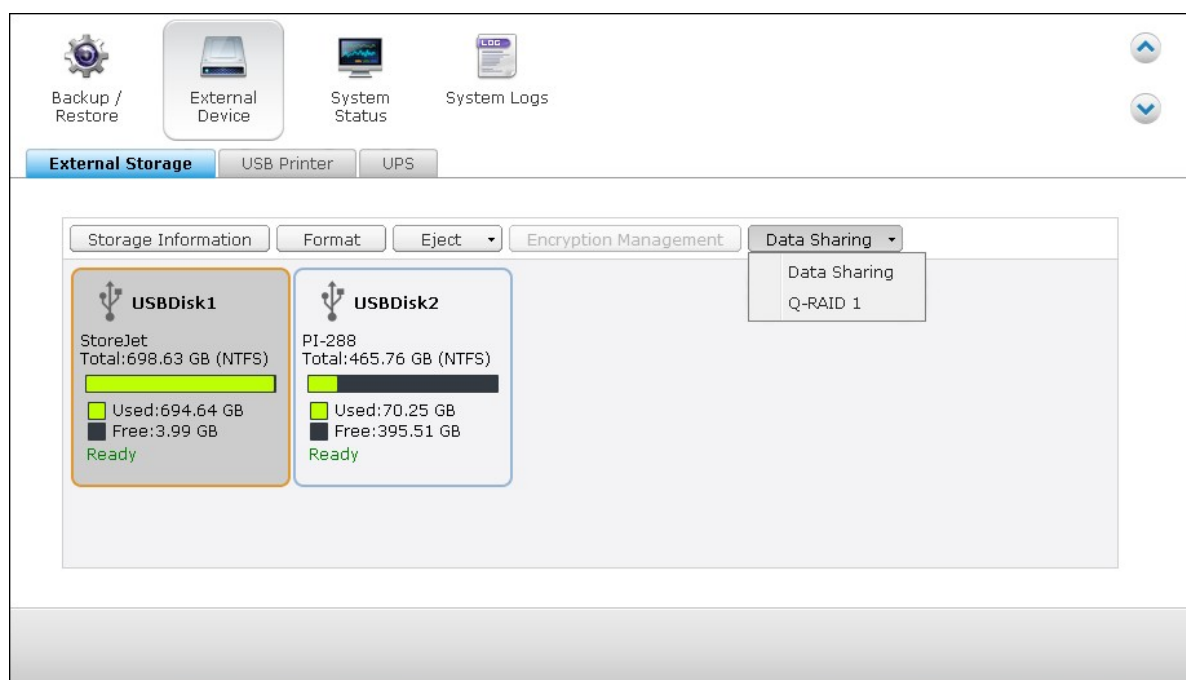 LOG
Backup /
Restore
External
Device
System
Status
System Logs
External Storage
USB Printer
UPS
Storage Information
Format
Eject
Encryption Management
Data Sharing
Data Sharing
Q-RAID 1
USBDisk1
StoreJet
Total:698.63 GB (NTFS)
Used:694.64 GB
Free:3.99 GB
Ready
USBDisk2
PI-288
Total:465.76 GB (NTFS)
Used:70.25 GB
Free:395.51 GB
Ready